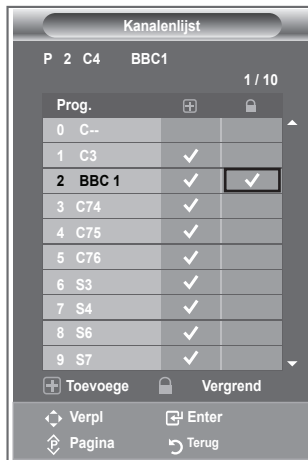 Kanalenlijst
P 2 C4 BBC1
1 / 10
Prog.
0 C--
1 C3
2 BBC 1
3 C74
4 C75
5 C76
6 S3
7 S4
8 S6
9 S7
Toevoege Vergrend
Verpl Enter
Pagina Terug